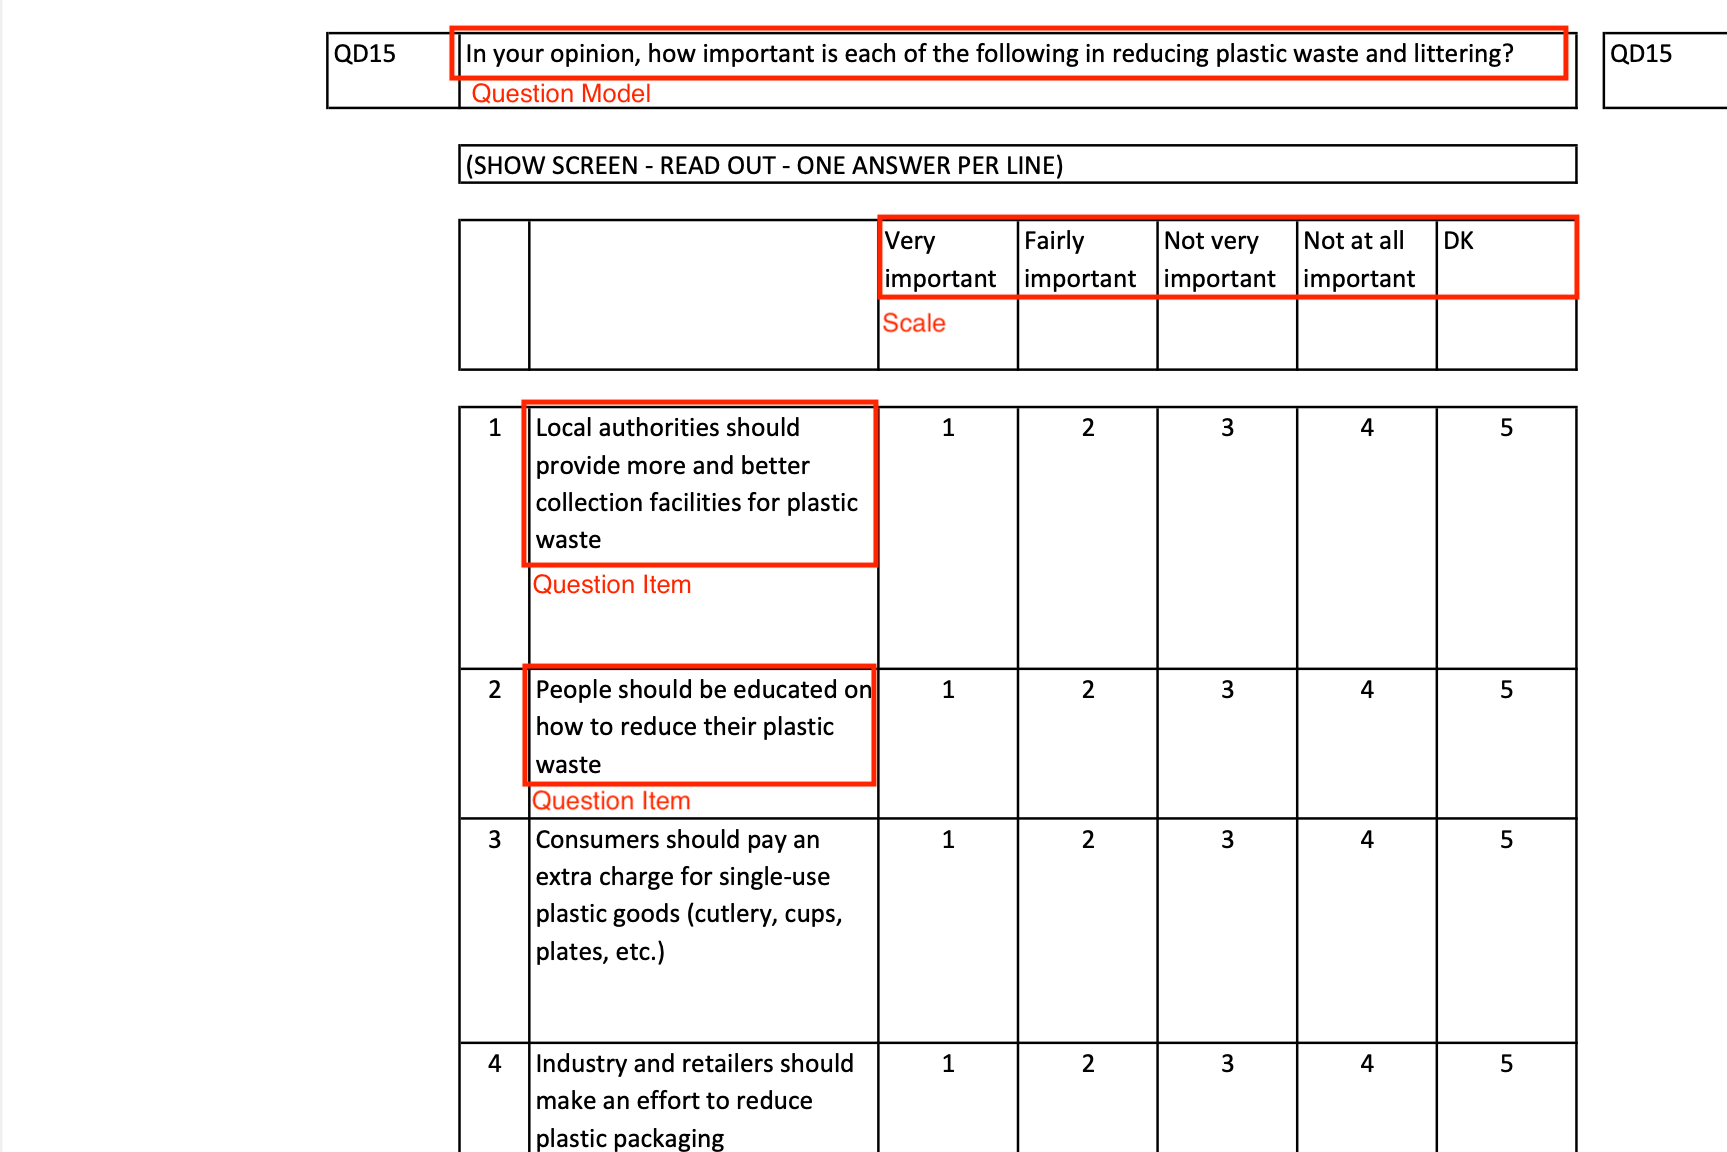 QD15
In your opinion, how important is each of the following in reducing plastic waste and littering?
QD15
Question Model
(SHOW SCREEN - READ OUT - ONE ANSWER PER LINE)
Very important
Fairly important
Not very important
Not at all important
DK
Scale
1
Local authorities should
provide more and better
collection facilities for plastic
waste
1 2 3 4 5
Question Item
2
People should be educated on
how to reduce their plastic
waste
1 2 3 4 5
Question Item
3
Consumers should pay an
extra charge for single-use
plastic goods (cutlery, cups,
plates, etc.)
1 2 3 4 5
4
Industry and retailers should
make an effort to reduce
plastic packaging
1 2 3 4 5